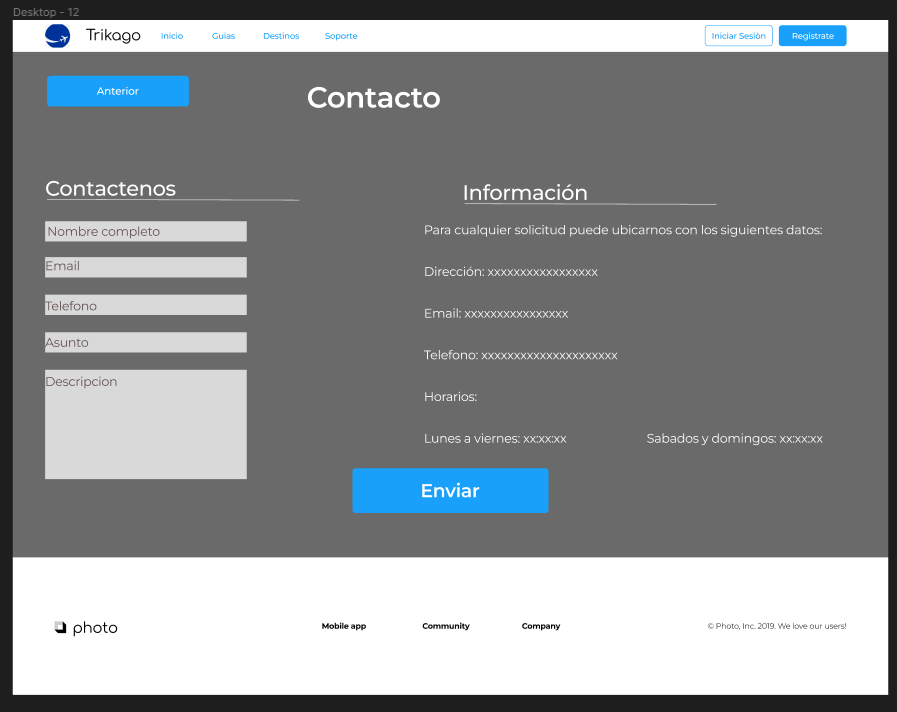 Desktop - 12
Trikago Inicio Guias Destinos Soporte Iniciar Sesiòn Registrate
Anterior
Contacto
Contactenos
Nombre completo
Email
Telefono
Asunto
Descripcion
Información
Para cualquier solicitud puede ubicarnos con los siguientes datos:
Dirección: xxxxxxxxxxxxxxxxx
Email: xxxxxxxxxxxxxxxx
Telefono: xxxxxxxxxxxxxxxxxxxxx
Horarios:
Lunes a viernes: xx:xx:xx Sabados y domingos: xx:xx:xx
Enviar
photo Mobile app Community Company © Photo, Inc. 2019. We love our users!